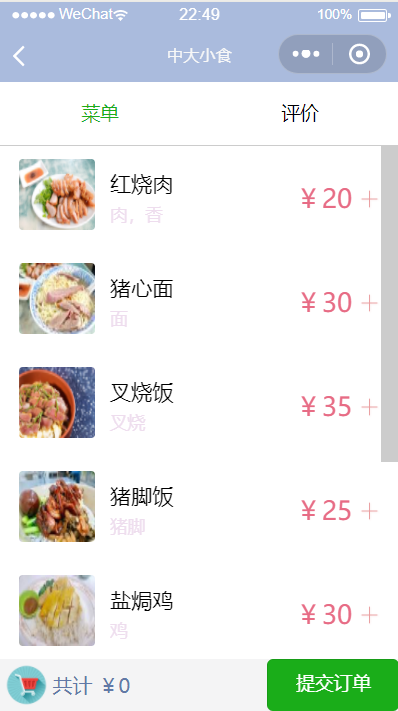 WeChat 22:49 100%
中大小食
菜单 评价
红烧肉
肉，香
¥ 20 +
猪心面
面
¥ 30 +
叉烧饭
叉烧
¥ 35 +
猪脚饭
猪脚
¥ 25 +
盐焗鸡
鸡
¥ 30 +
共计 ¥ 0 提交订单